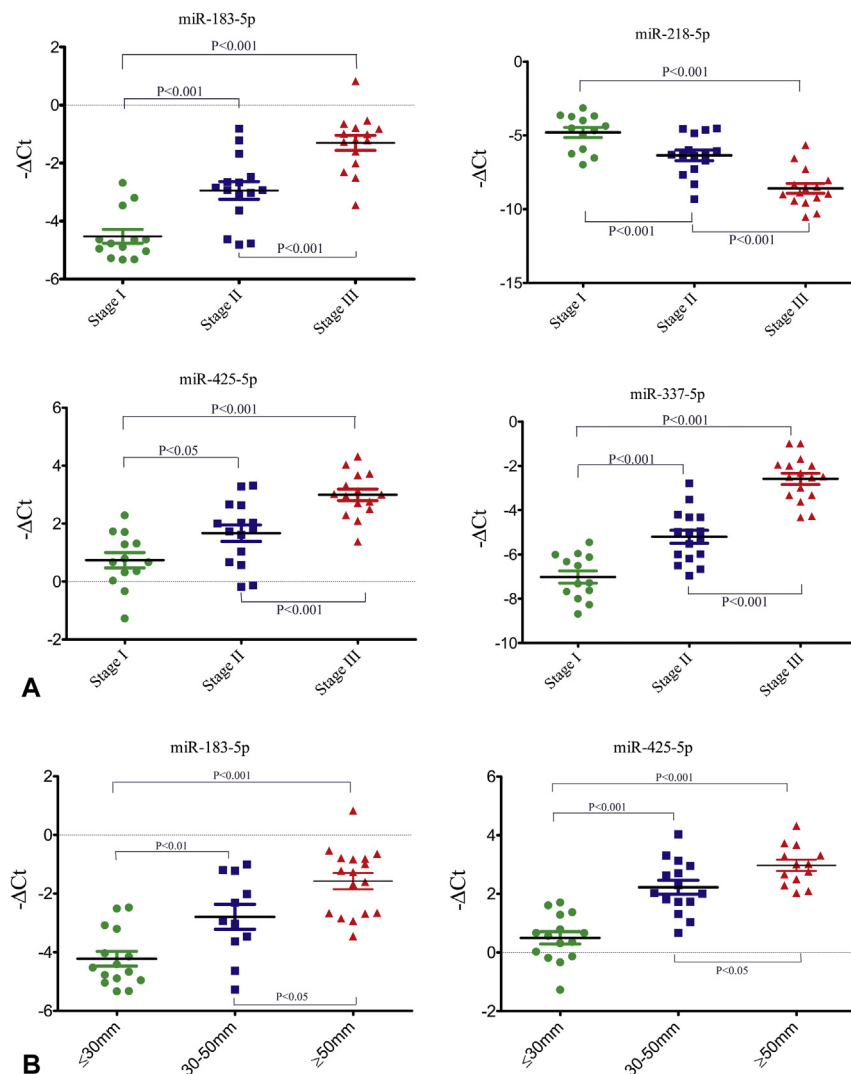 miR-183-5p
-ΔCt
2
0
-2
-4
-6
P<0.001
P<0.001
P<0.001
Stage I
Stage II
Stage III
miR-218-5p
-ΔCt
0
-5
-10
-15
P<0.001
P<0.001
P<0.001
Stage I
Stage II
Stage III
miR-425-5p
-ΔCt
6
4
2
0
-2
P<0.001
P<0.05
P<0.001
Stage I
Stage II
Stage III
miR-337-5p
-ΔCt
0
-2
-4
-6
-8
-10
P<0.001
P<0.001
P<0.001
Stage I
Stage II
Stage III
A
miR-183-5p
-ΔCt
2
0
-2
-4
-6
P<0.001
P<0.01
P<0.05
≤30mm
30-50mm
≥50mm
miR-425-5p
-ΔCt
6
4
2
0
-2
P<0.001
P<0.001
P<0.05
≤30mm
30-50mm
≥50mm
B